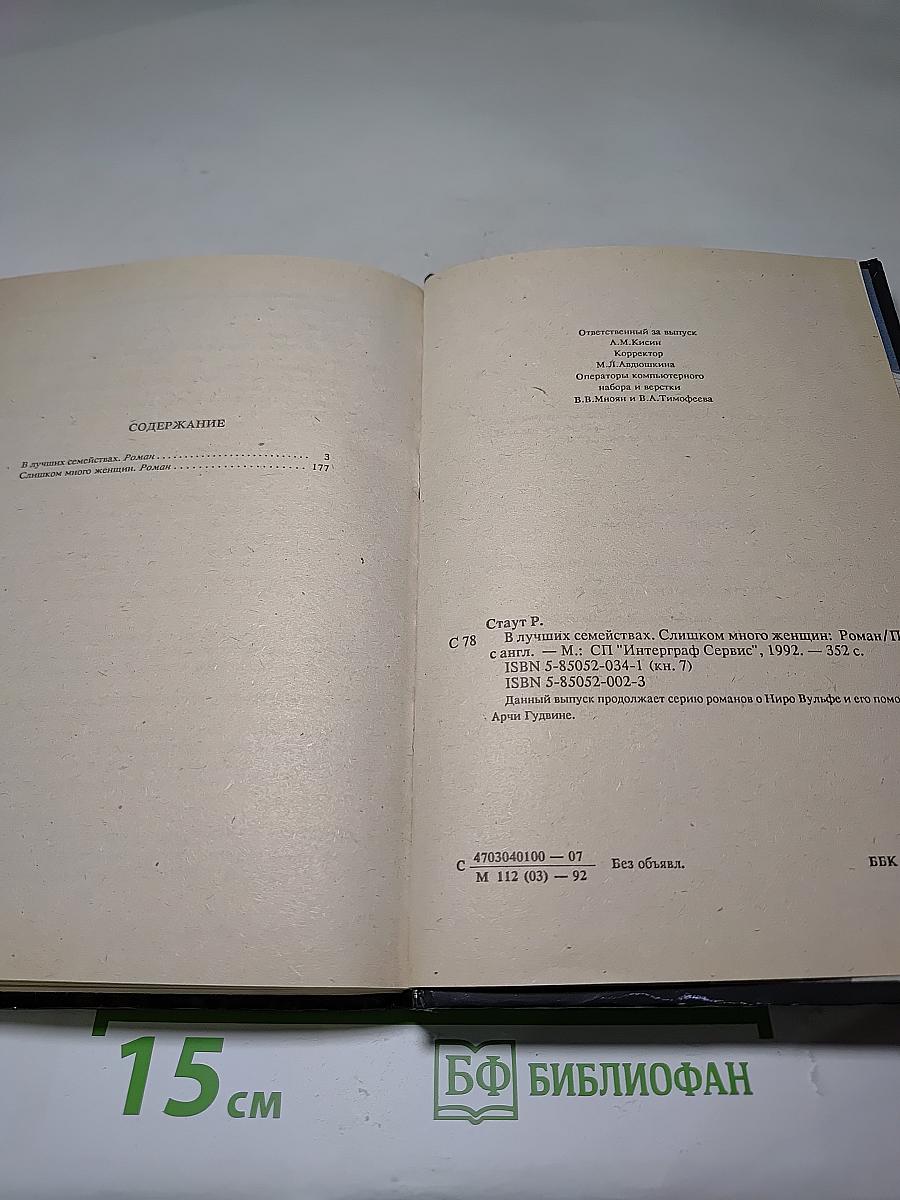 СОДЕРЖАНИЕ
В лучших семействах. Роман . . . . . . . . . . . . . . . . . . . . . . . . . . . . 3
Слишком много женщин. Роман . . . . . . . . . . . . . . . . . . . . . . . . 177
Ответственный за выпуск
А.М.Кисин
Корректор
М.Л.Авдюшкина
Операторы компьютерного
набора и верстки
В.В.Миоян и В.А.Тимофеева
Стаут Р.
С 78 В лучших семействах. Слишком много женщин: Роман/П
с англ. — М.: СП "Интерграф Сервис", 1992. — 352 с.
ISBN 5-85052-034-1 (кн. 7)
ISBN 5-85052-002-3
Данный выпуск продолжает серию романов о Ниро Вульфе и его помо
Арчи Гудвине.
С 4703040100 — 07
М 112 (03) — 92
Без объявл.
ББК
15 см
БФ БИБЛИОФАН